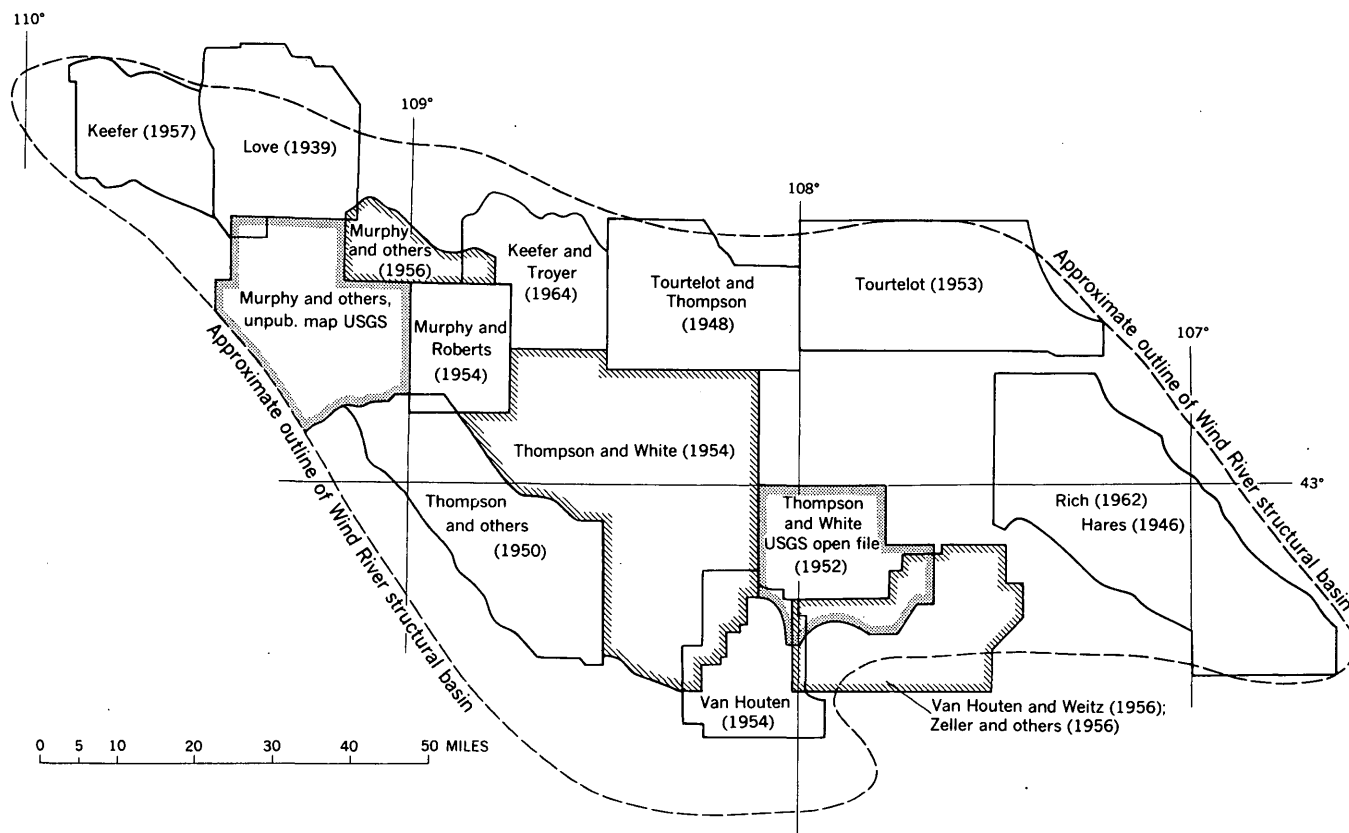 110°
109°
108°
107°
43°
Keefer (1957)
Love (1939)
Murphy
and others
(1956)
Keefer and
Troyer
(1964)
Tourtelot and
Thompson
(1948)
Tourtelot (1953)
Murphy and others,
unpub. map USGS
Murphy and
Roberts
(1954)
Thompson and White (1954)
Thompson
and others
(1950)
Thompson
and White
USGS open file
(1952)
Rich (1962)
Hares (1946)
Van Houten
(1954)
Van Houten and Weitz (1956);
Zeller and others (1956)
Approximate outline of Wind River structural basin
Approximate outline of Wind River structural basin
0 5 10 20 30 40 50 MILES